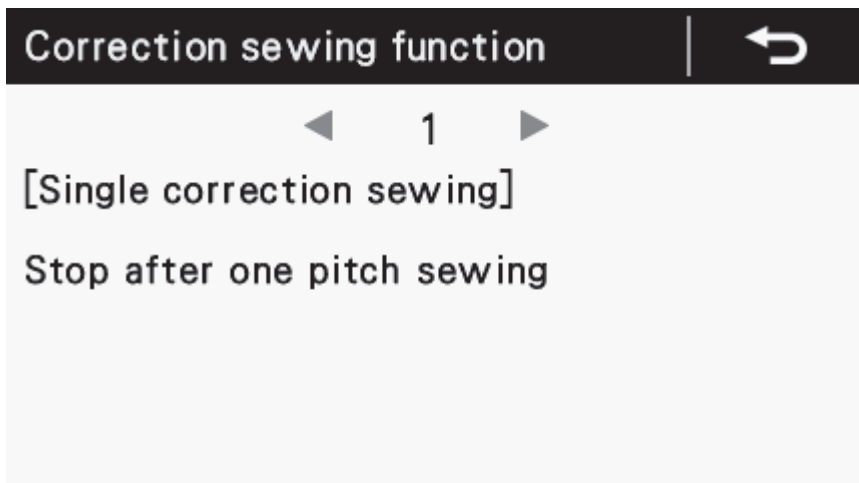 Correction sewing function
1
[Single correction sewing]
Stop after one pitch sewing